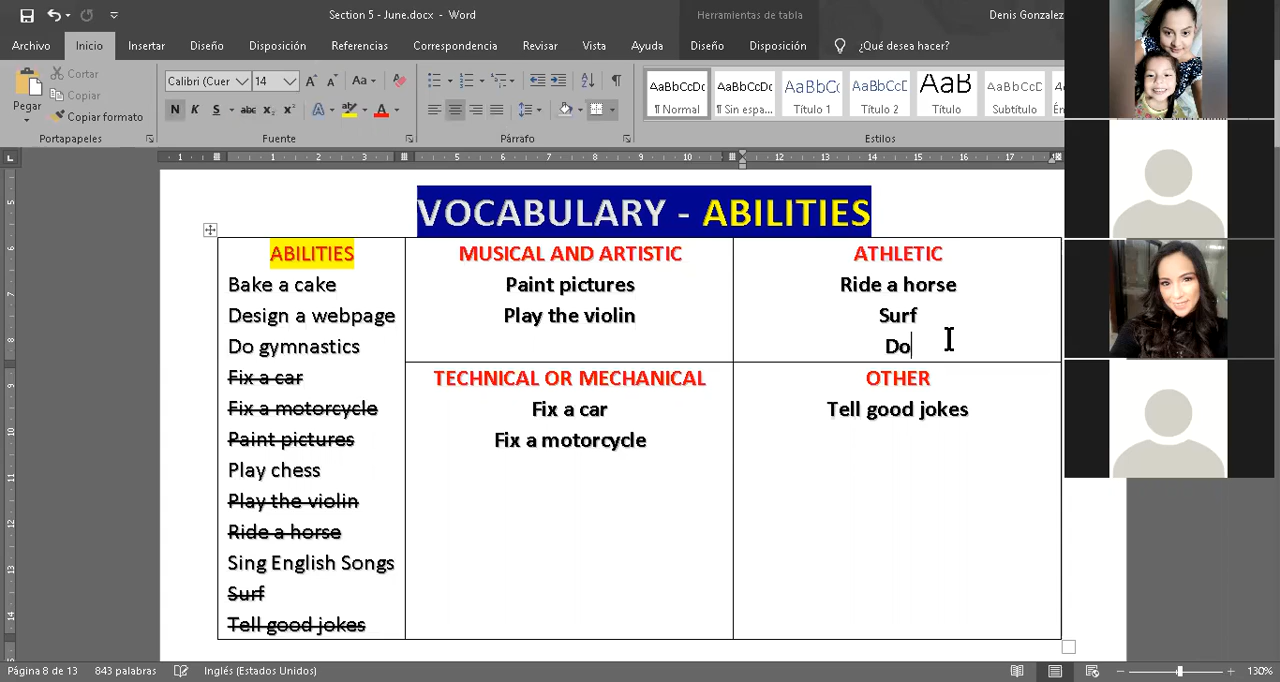 Section 5 - June.docx - Word
Herramientas de tabla
Denis Gonzalez
Archivo Inicio Insertar Diseño Disposición Referencias Correspondencia Revisar Vista Ayuda Diseño Disposición ¿Qué desea hacer?
Pegar
Cortar
Copiar
Copiar formato
Portapapeles
Calibri (Cuer 14
N K S abc x₂ x²
Fuente
Párrafo
AaBbCcDc AaBbCcDc AaBbC AaBbCcD AaB AaBbCcD
¶ Normal ¶ Sin espa... Título 1 Título 2 Título Subtítulo
Estilos
VOCABULARY - ABILITIES
ABILITIES
Bake a cake
Design a webpage
Do gymnastics
Fix a car
Fix a motorcycle
Paint pictures
Play chess
Play the violin
Ride a horse
Sing English Songs
Surf
Tell good jokes
MUSICAL AND ARTISTIC
Paint pictures
Play the violin
ATHLETIC
Ride a horse
Surf
Do
TECHNICAL OR MECHANICAL
Fix a car
Fix a motorcycle
OTHER
Tell good jokes
Página 8 de 13 843 palabras Inglés (Estados Unidos) 130%